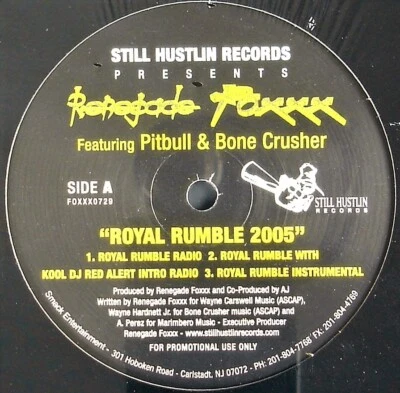 STILL HUSTLIN RECORDS
PRESENTS
Renegade Foxxx
Featuring Pitbull & Bone Crusher
SIDE A
FOXXX0729
STILL HUSTLIN
RECORDS
“ROYAL RUMBLE 2005”
1. ROYAL RUMBLE RADIO 2. ROYAL RUMBLE WITH
KOOL DJ RED ALERT INTRO RADIO 3. ROYAL RUMBLE INSTRUMENTAL
Produced by Renegade Foxxx and Co-Produced by AJ
Written by Renegade Foxxx for Wayne Carswell Music (ASCAP),
Wayne Hardnett Jr. for Bone Crusher music (ASCAP) and
A. Perez for Marimbero Music - Executive Producer
Renegade Foxxx - www.stillhustlinrecords.com
FOR PROMOTIONAL USE ONLY
Smack Entertainment - 301 Hoboken Road - Carlstadt, NJ 07072 - PH: 201-804-7768 FX: 201-804-4769